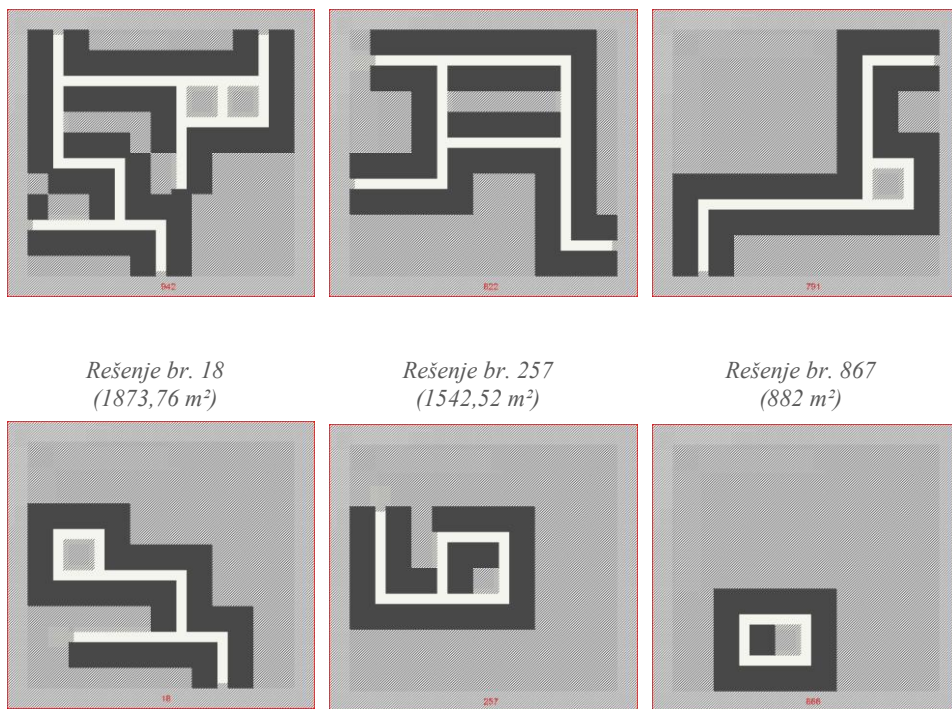 942
622
791
Rešenje br. 18
(1873,76 m²)
Rešenje br. 257
(1542,52 m²)
Rešenje br. 867
(882 m²)
18
257
866